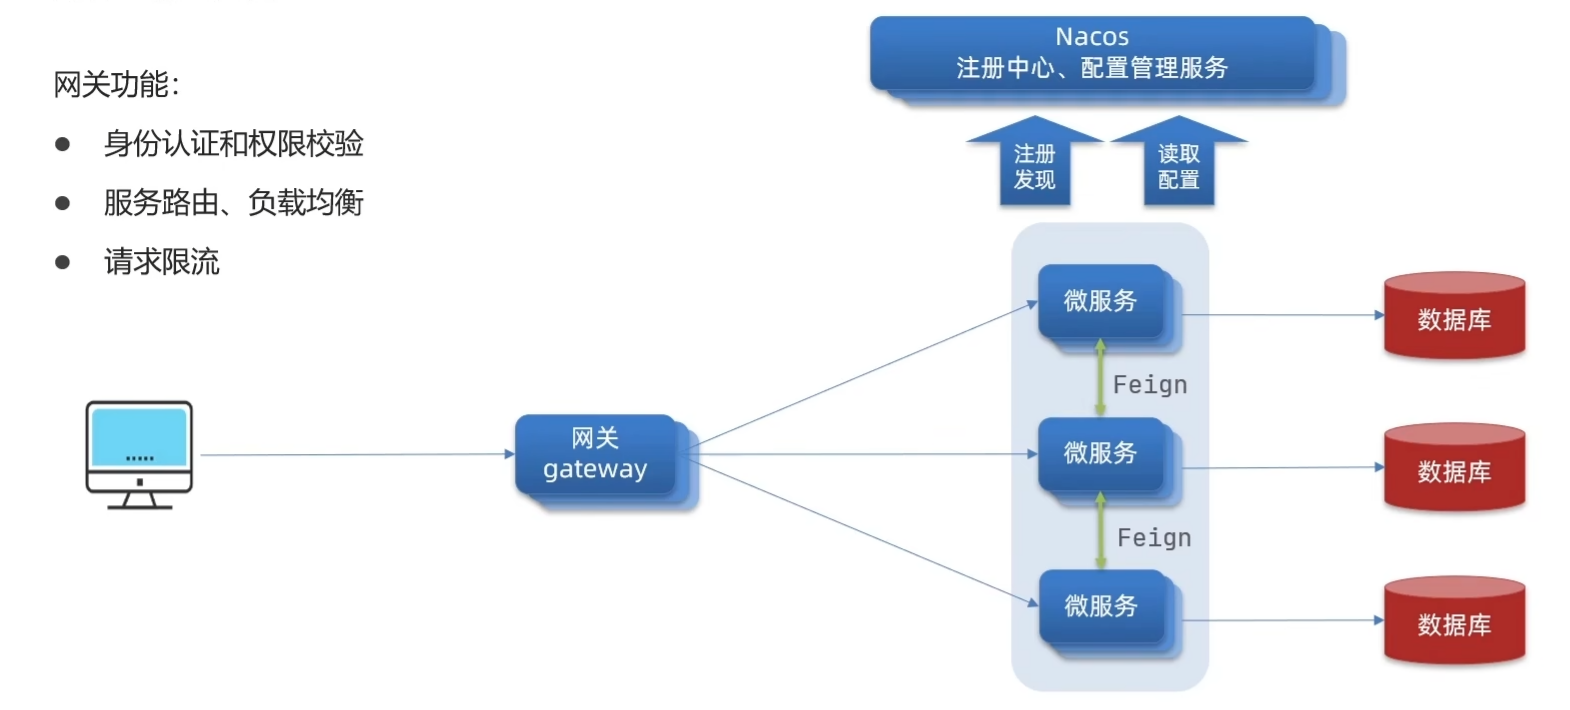 Nacos
注册中心、配置管理服务
网关功能：
● 身份认证和权限校验
● 服务路由、负载均衡
● 请求限流
注册
发现
读取
配置
微服务
数据库
Feign
网关
gateway
微服务
数据库
Feign
微服务
数据库